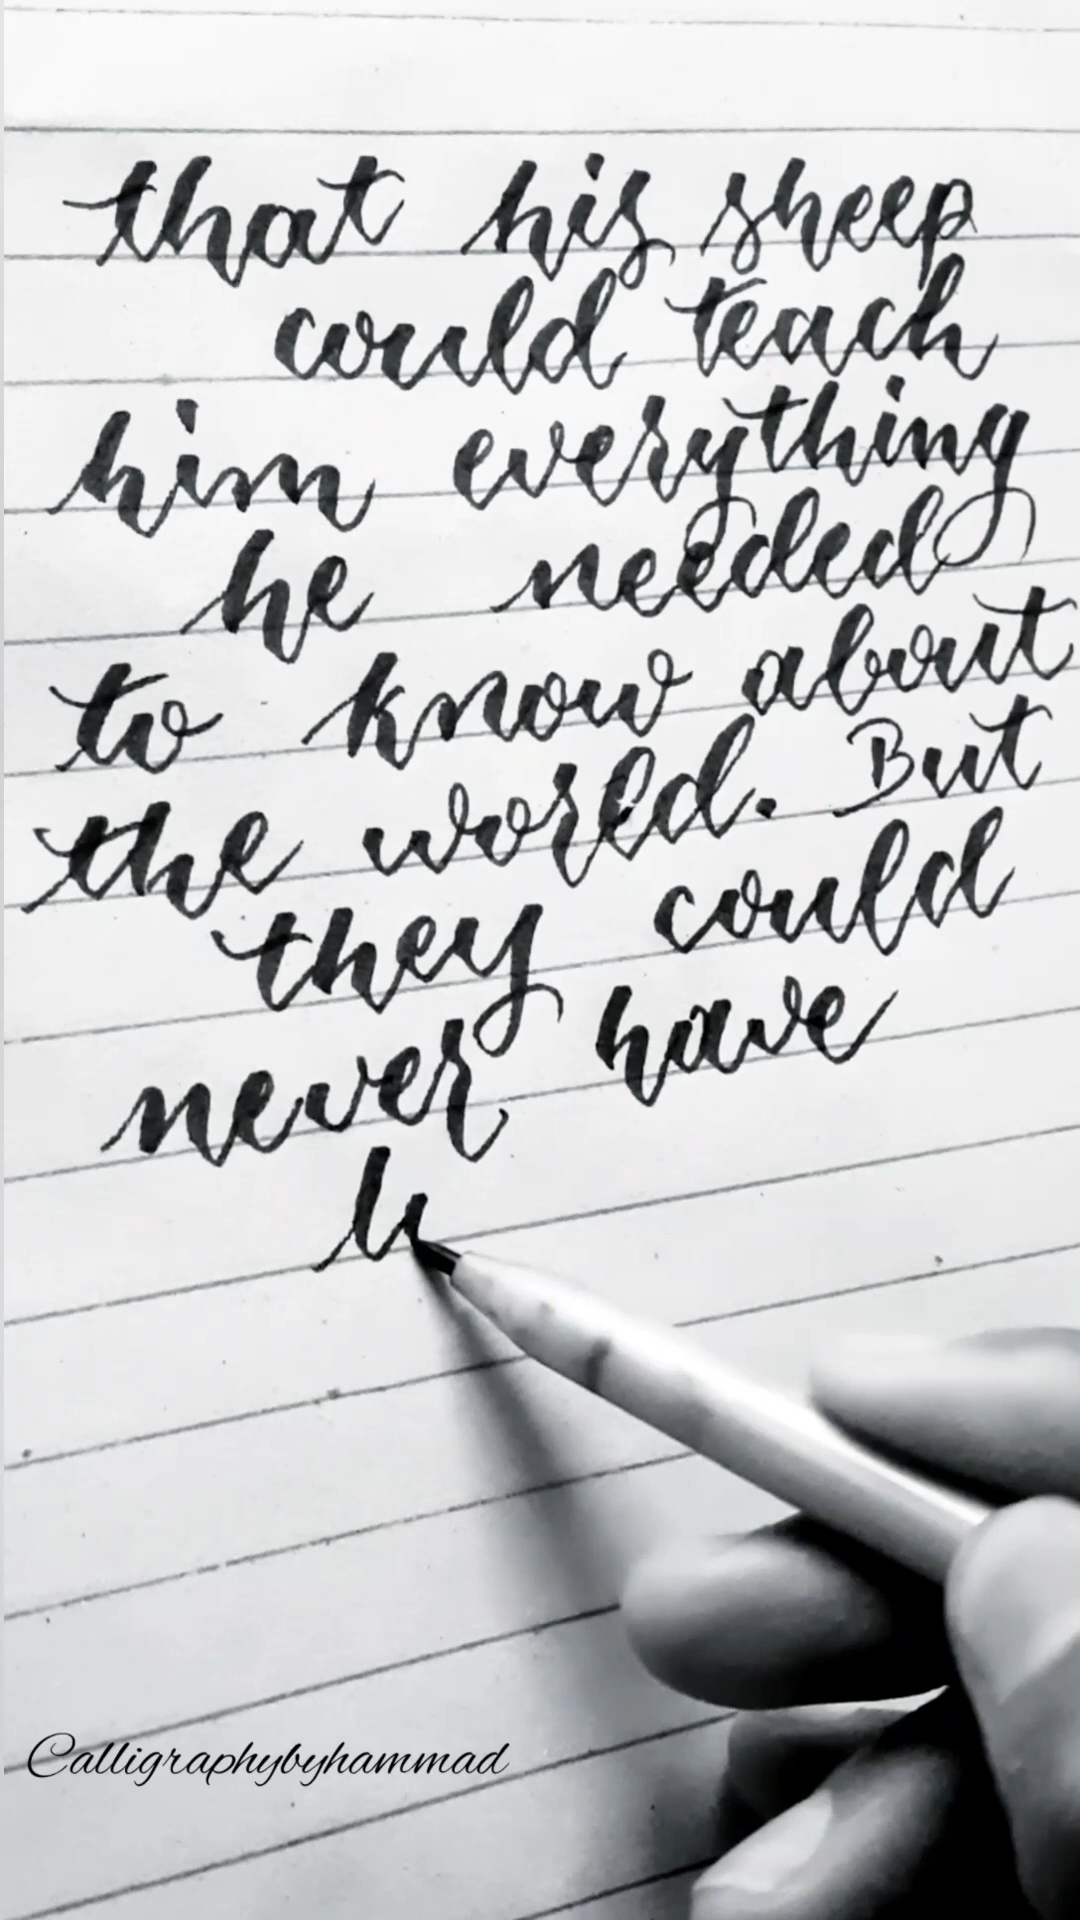 that his sheep
could teach
him everything
he needed
to know about
the world. But
they could
never have
Calligraphybyhammad